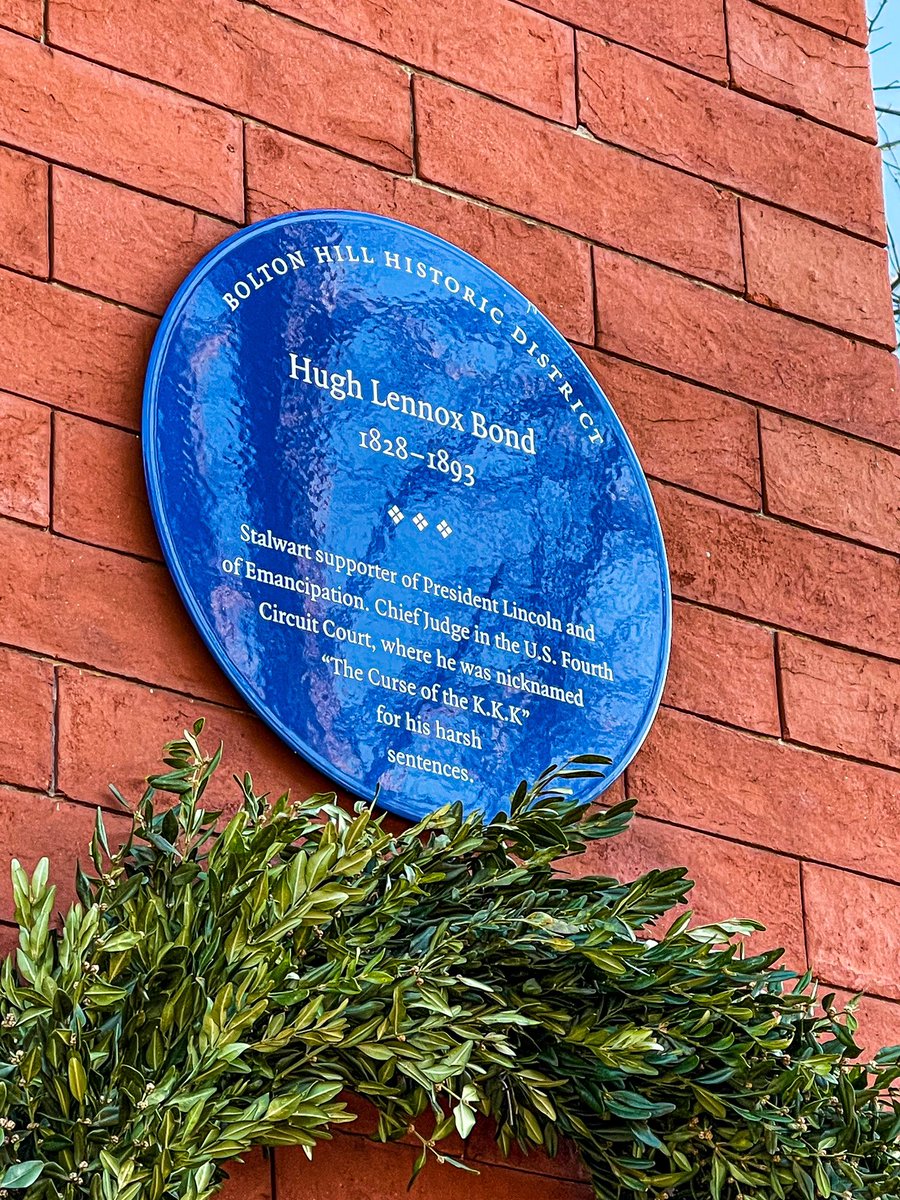 BOLTON HILL HISTORIC DISTRICT
Hugh Lennox Bond
1828–1893
Stalwart supporter of President Lincoln and
of Emancipation. Chief Judge in the U.S. Fourth
Circuit Court, where he was nicknamed
“The Curse of the K.K.K”
for his harsh
sentences.